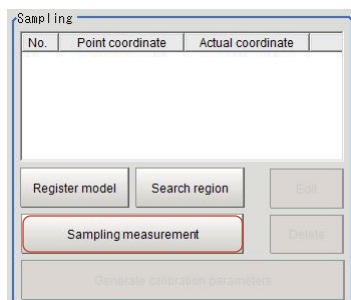 Sampling
No. Point coordinate Actual coordinate
Register model Search region Edit
Sampling measurement Delete
Generate calibration parameters